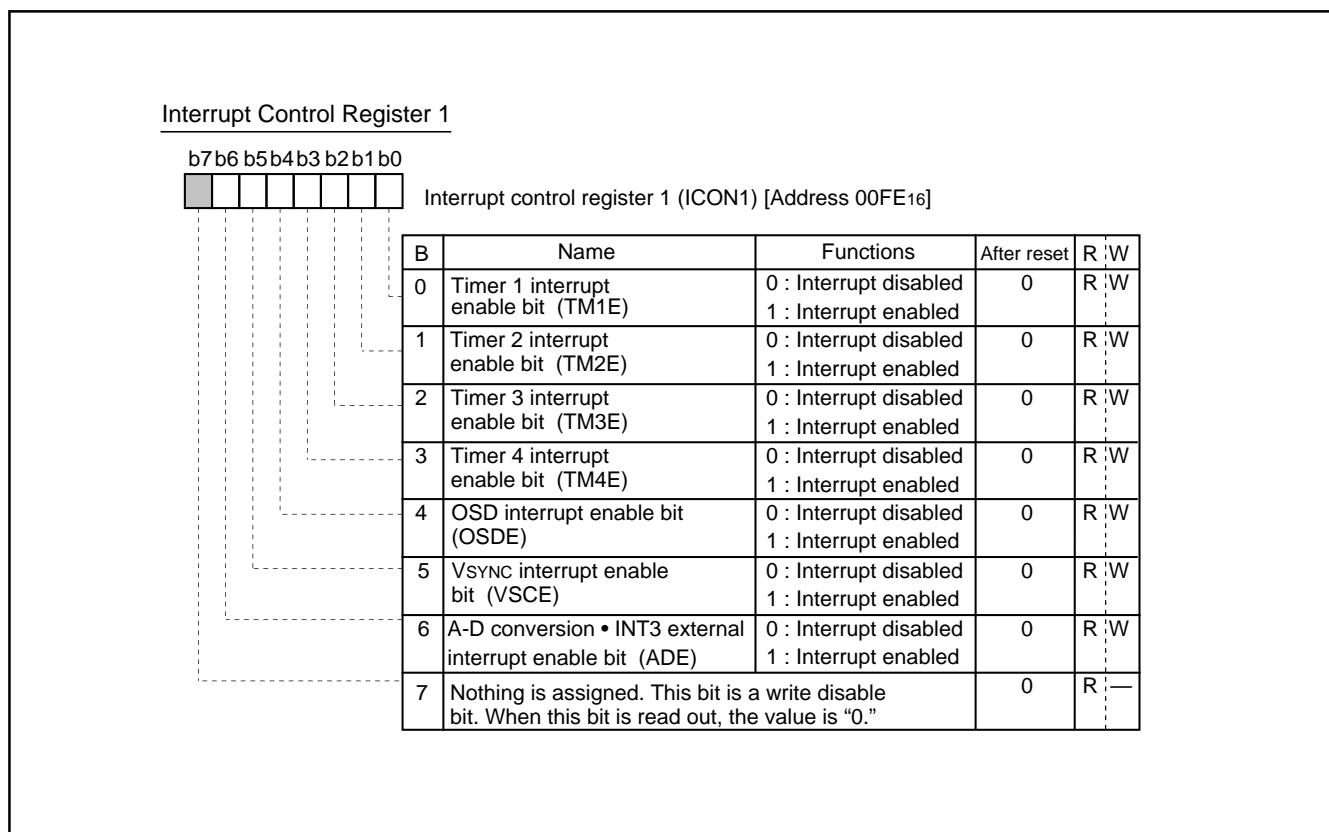 Interrupt Control Register 1
b7 b6 b5 b4 b3 b2 b1 b0
Interrupt control register 1 (ICON1) [Address 00FE16]
B Name Functions After reset R W
0 Timer 1 interrupt enable bit (TM1E) 0 : Interrupt disabled 0 R W
1 : Interrupt enabled
1 Timer 2 interrupt enable bit (TM2E) 0 : Interrupt disabled 0 R W
1 : Interrupt enabled
2 Timer 3 interrupt enable bit (TM3E) 0 : Interrupt disabled 0 R W
1 : Interrupt enabled
3 Timer 4 interrupt enable bit (TM4E) 0 : Interrupt disabled 0 R W
1 : Interrupt enabled
4 OSD interrupt enable bit (OSDE) 0 : Interrupt disabled 0 R W
1 : Interrupt enabled
5 VSYNC interrupt enable bit (VSCE) 0 : Interrupt disabled 0 R W
1 : Interrupt enabled
6 A-D conversion • INT3 external interrupt enable bit (ADE) 0 : Interrupt disabled 0 R W
1 : Interrupt enabled
7 Nothing is assigned. This bit is a write disable 0 R —
bit. When this bit is read out, the value is “0.”